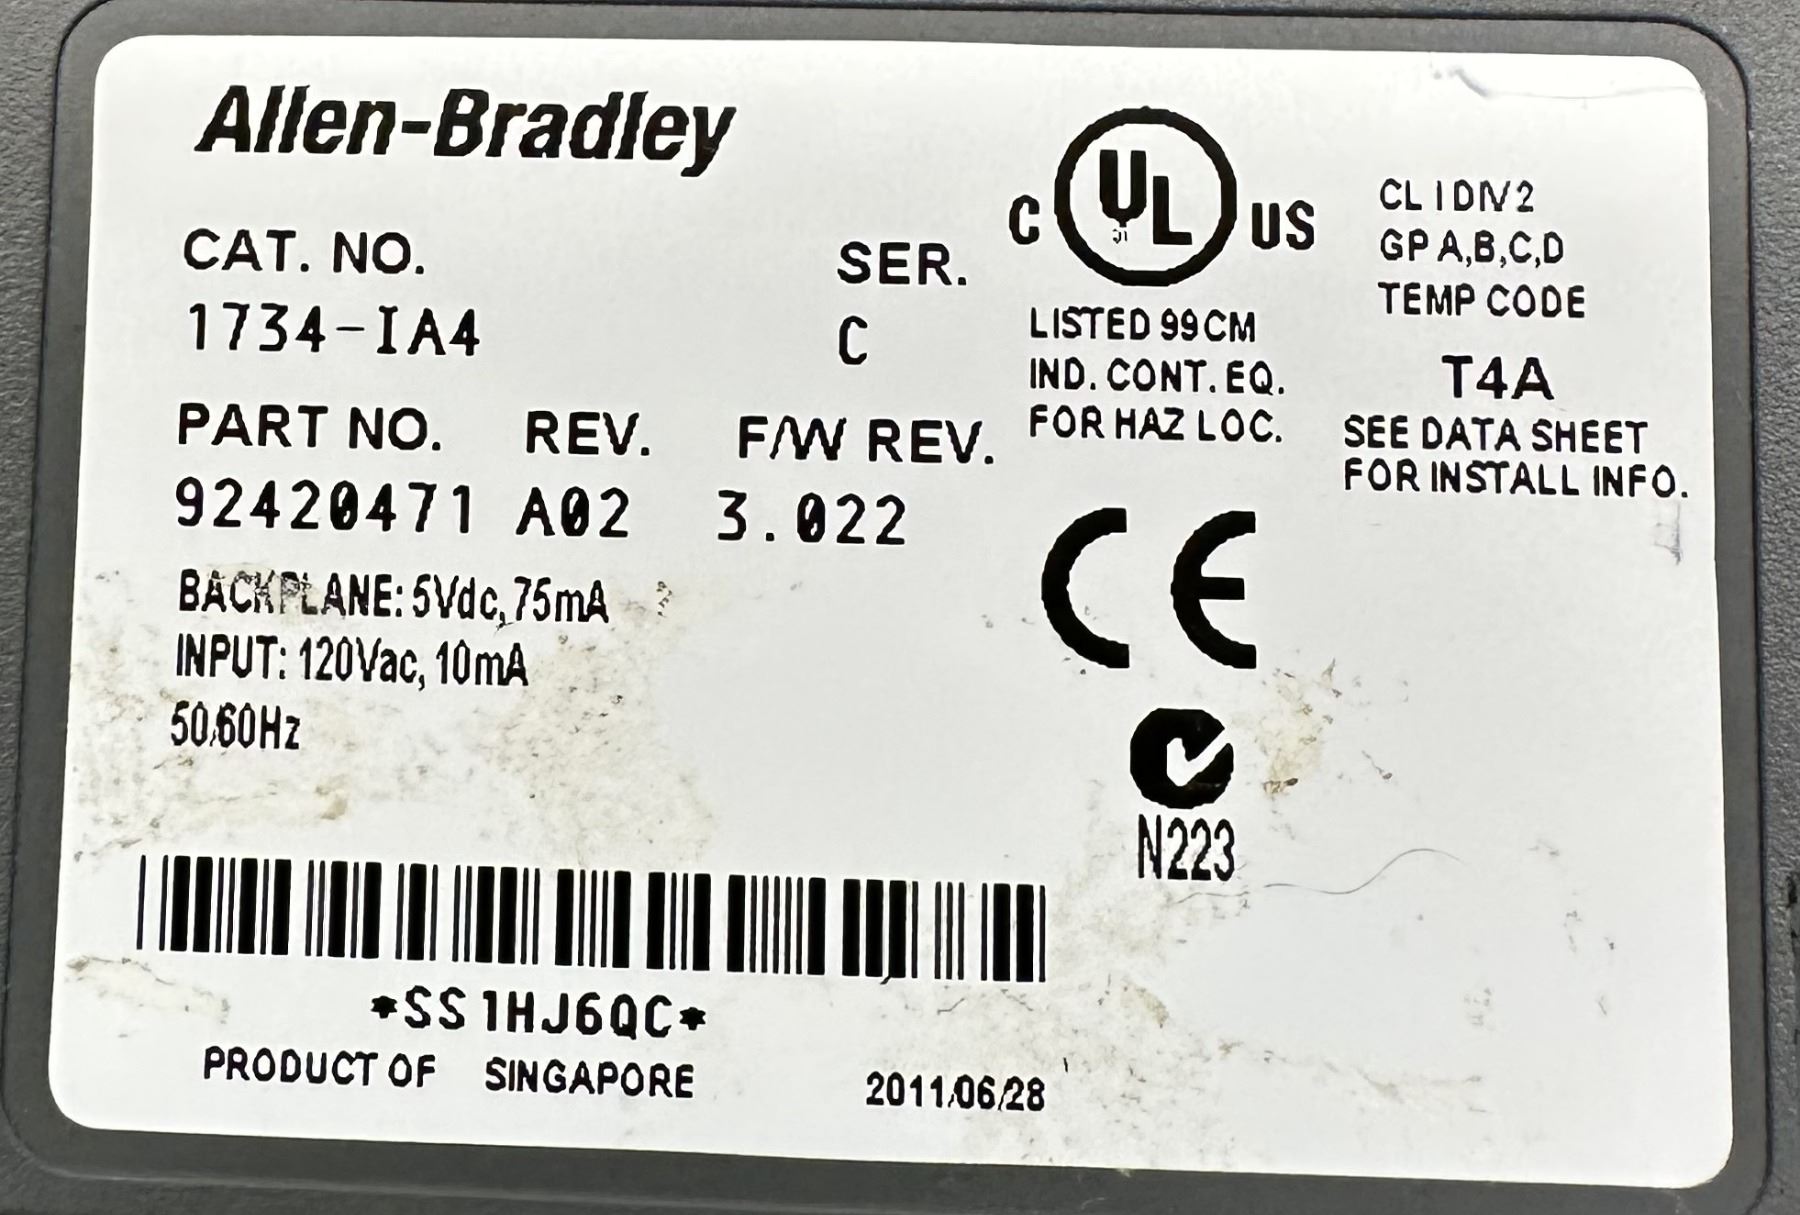 Allen-Bradley
CAT. NO. SER.
1734-IA4 C
PART NO. REV. F/W REV.
92420471 A02 3.022
BACKPLANE: 5Vdc, 75mA
INPUT: 120Vac, 10mA
50/60Hz
C UL US
LISTED 99CM
IND. CONT. EQ.
FOR HAZ LOC.
CL I DIV 2
GP A,B,C,D
TEMP CODE
T4A
SEE DATA SHEET
FOR INSTALL INFO.
CE
N223
*SS1HJ6QC*
PRODUCT OF SINGAPORE 2011/06/28